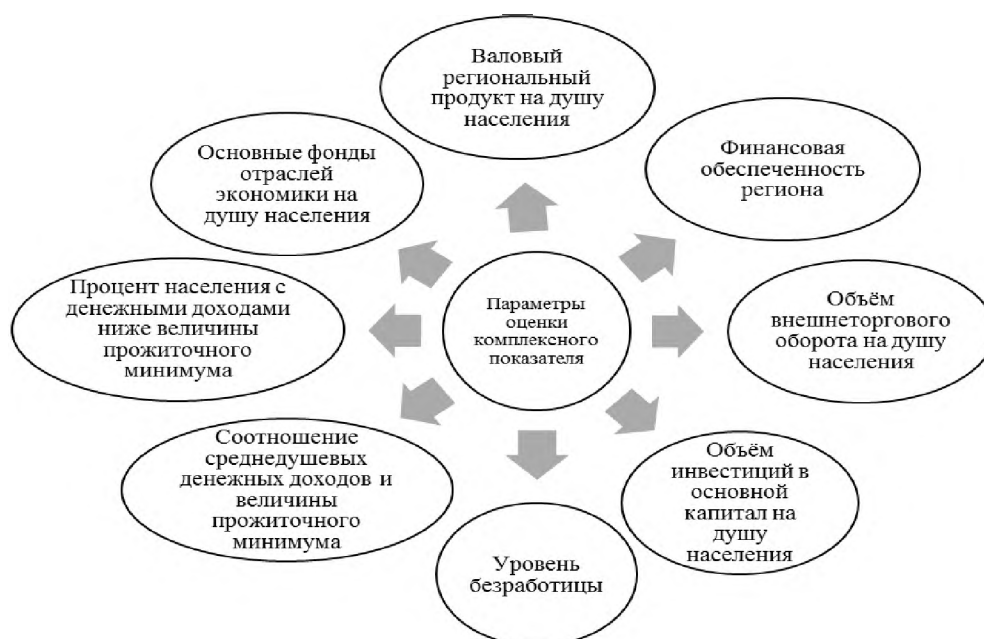 Валовый
региональный
продукт на душу
населения
Финансовая
обеспеченность
региона
Объём
внешнеторгового
оборота на душу
населения
Объём
инвестиций в
основной
капитал на
душу
населения
Уровень
безработицы
Соотношение
среднедушевых
денежных доходов и
величины
прожиточного
минимума
Процент населения с
денежными доходами
ниже величины
прожиточного
минимума
Основные фонды
отраслей
экономики на
душу населения
Параметры
оценки
комплексного
показателя